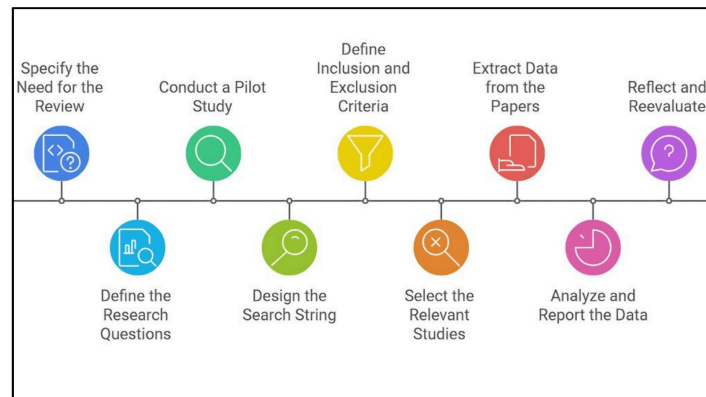 Specify the
Need for the
Review
Define the
Research
Questions
Conduct a Pilot
Study
Design the
Search String
Define
Inclusion and
Exclusion
Criteria
Select the
Relevant
Studies
Extract Data
from the
Papers
Analyze and
Report the Data
Reflect and
Reevaluate